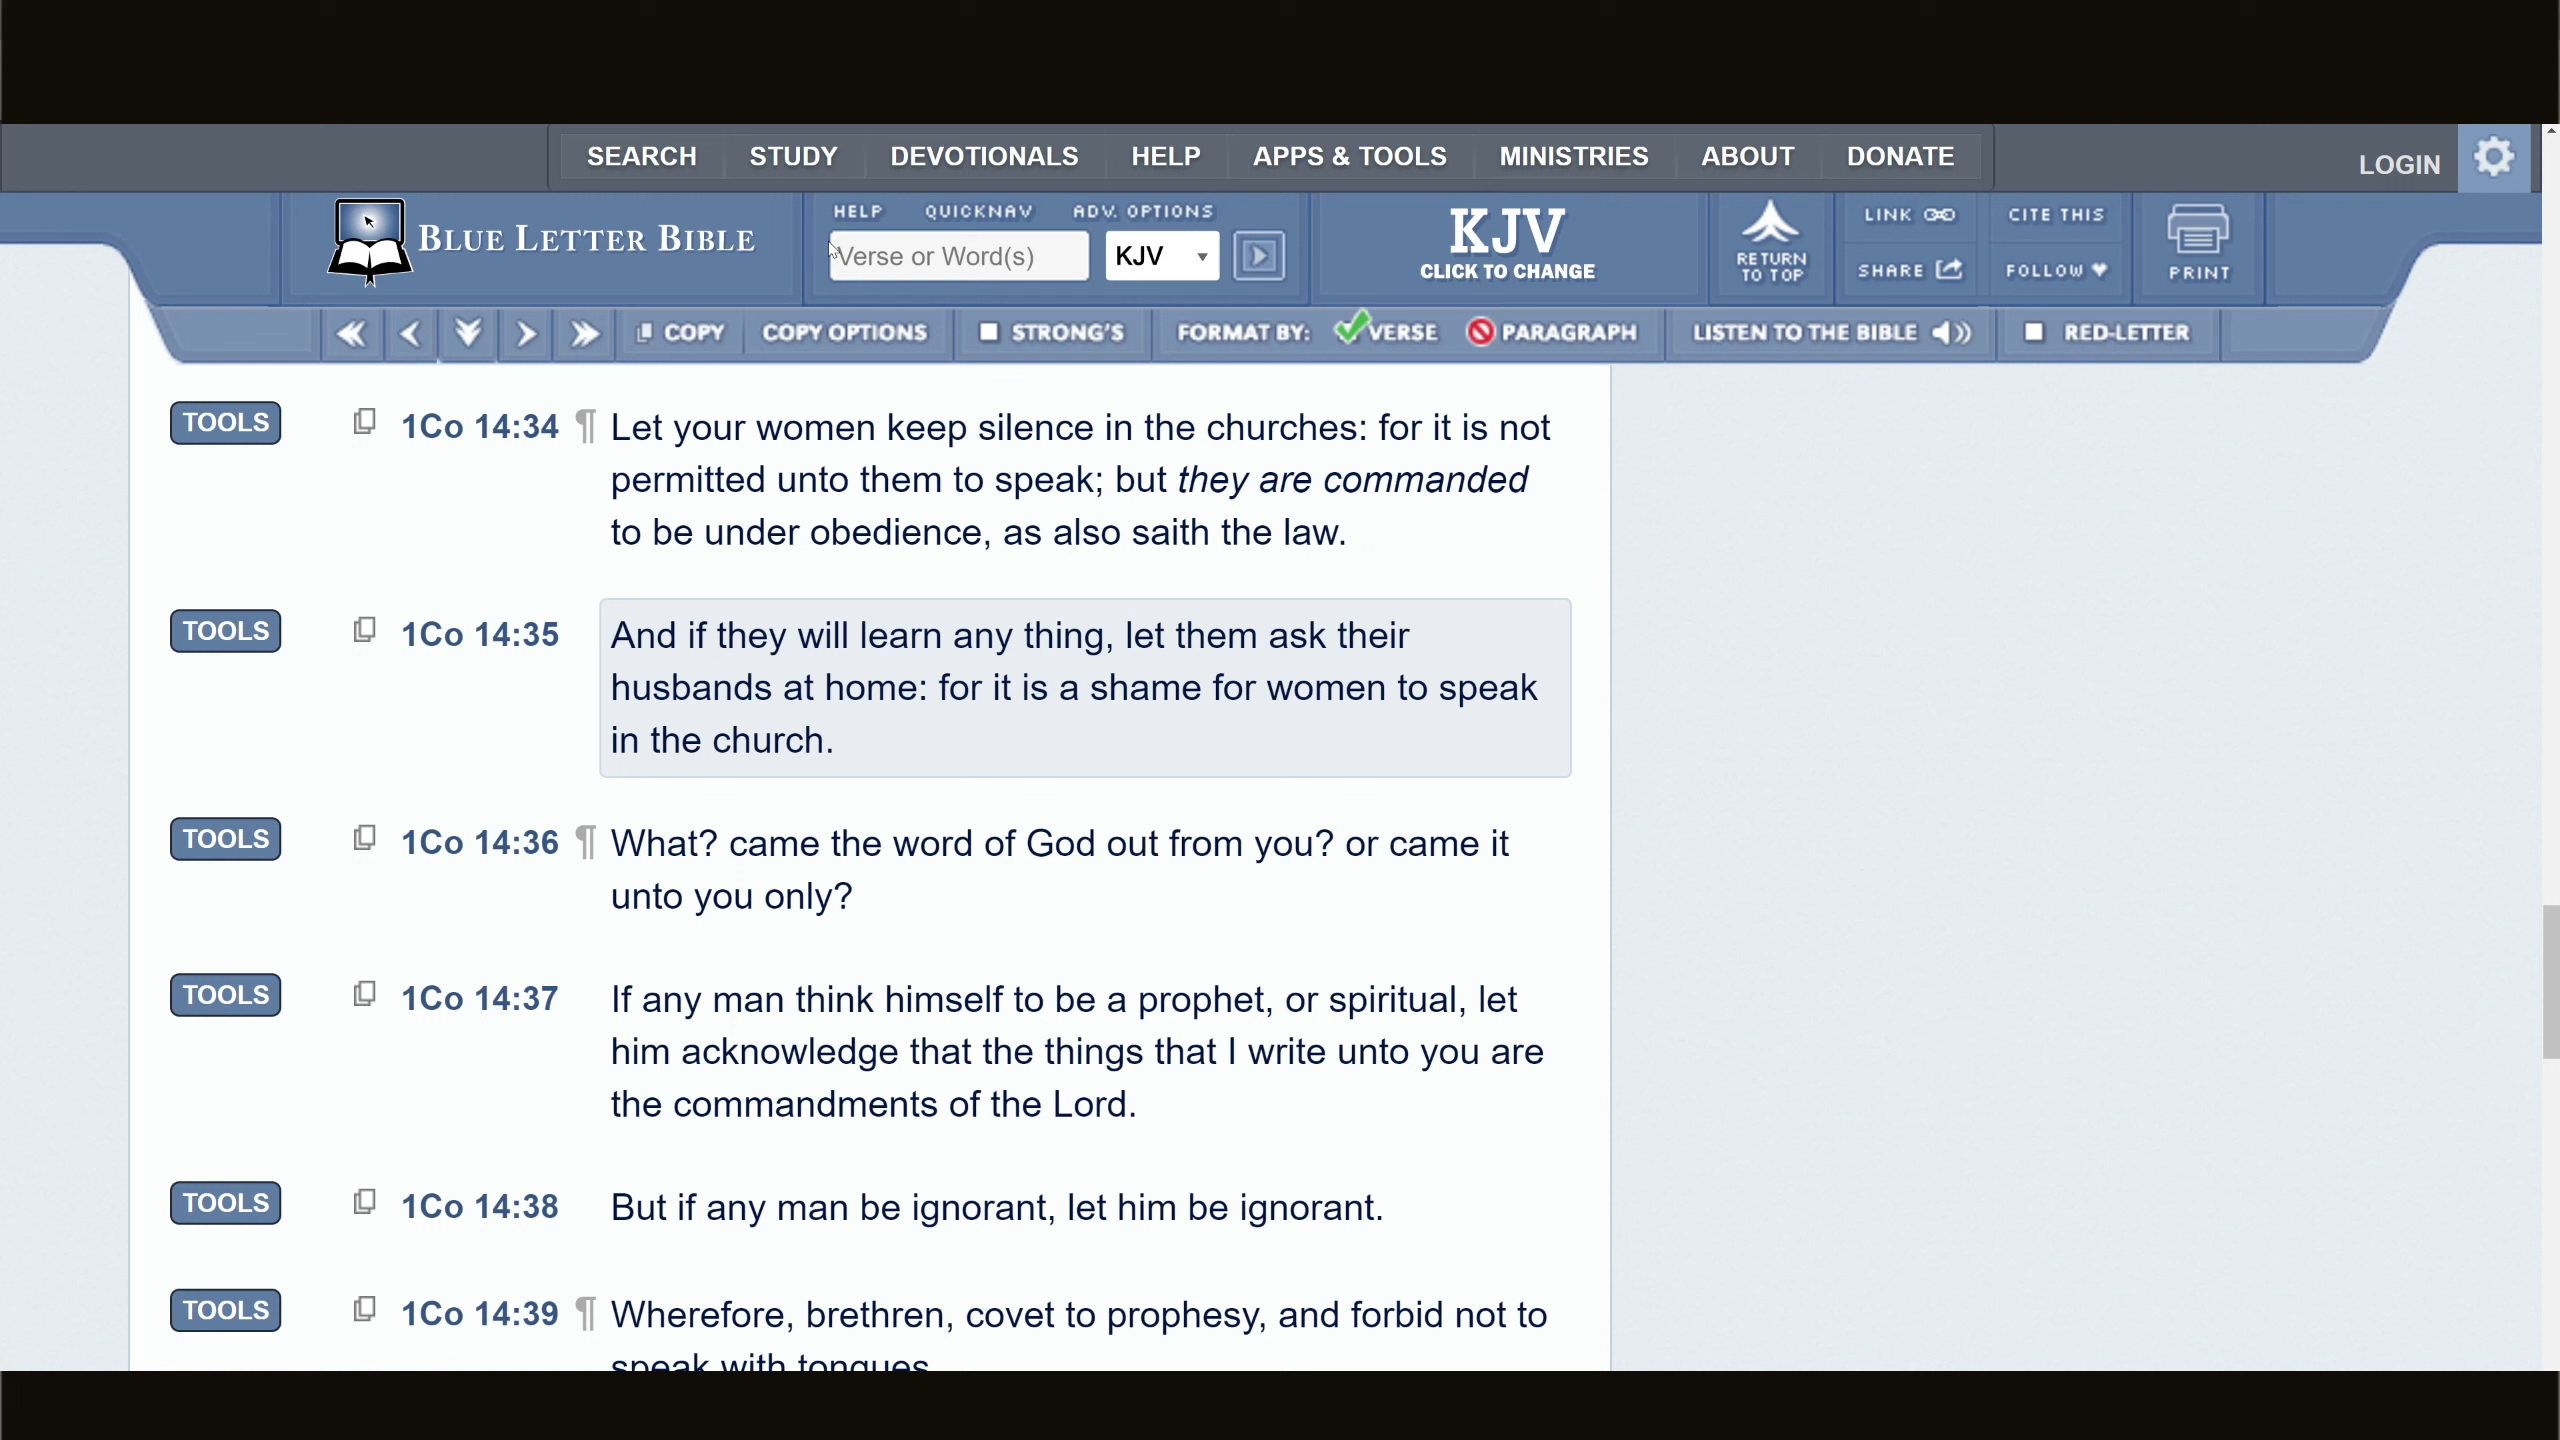 SEARCH STUDY DEVOTIONALS HELP APPS & TOOLS MINISTRIES ABOUT DONATE LOGIN
BLUE LETTER BIBLE
HELP QUICKNAV ADV. OPTIONS
Verse or Word(s) KJV
KJV
CLICK TO CHANGE
RETURN
TO TOP
LINK CITE THIS
SHARE FOLLOW
PRINT
COPY COPY OPTIONS STRONG'S FORMAT BY: VERSE PARAGRAPH LISTEN TO THE BIBLE RED-LETTER
TOOLS 1Co 14:34 ¶ Let your women keep silence in the churches: for it is not
permitted unto them to speak; but they are commanded
to be under obedience, as also saith the law.
TOOLS 1Co 14:35 And if they will learn any thing, let them ask their
husbands at home: for it is a shame for women to speak
in the church.
TOOLS 1Co 14:36 ¶ What? came the word of God out from you? or came it
unto you only?
TOOLS 1Co 14:37 If any man think himself to be a prophet, or spiritual, let
him acknowledge that the things that I write unto you are
the commandments of the Lord.
TOOLS 1Co 14:38 But if any man be ignorant, let him be ignorant.
TOOLS 1Co 14:39 ¶ Wherefore, brethren, covet to prophesy, and forbid not to
speak with tongues